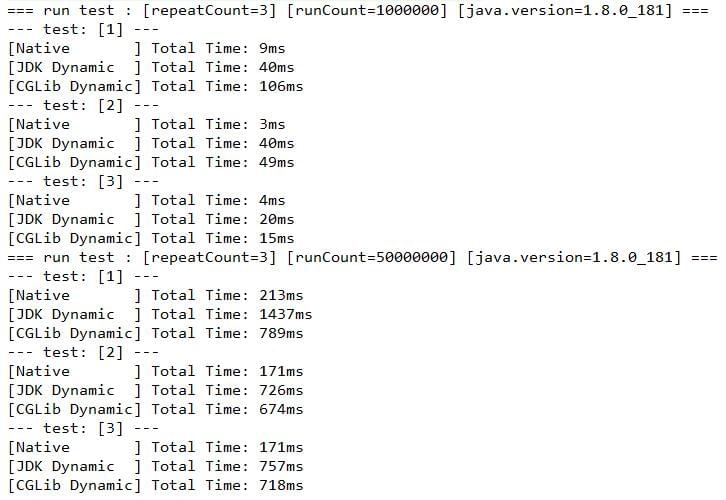 === run test : [repeatCount=3] [runCount=1000000] [java.version=1.8.0_181] ===
--- test: [1] ---
[Native       ] Total Time: 9ms
[JDK Dynamic  ] Total Time: 40ms
[CGLib Dynamic] Total Time: 106ms
--- test: [2] ---
[Native       ] Total Time: 3ms
[JDK Dynamic  ] Total Time: 40ms
[CGLib Dynamic] Total Time: 49ms
--- test: [3] ---
[Native       ] Total Time: 4ms
[JDK Dynamic  ] Total Time: 20ms
[CGLib Dynamic] Total Time: 15ms
=== run test : [repeatCount=3] [runCount=50000000] [java.version=1.8.0_181] ===
--- test: [1] ---
[Native       ] Total Time: 213ms
[JDK Dynamic  ] Total Time: 1437ms
[CGLib Dynamic] Total Time: 789ms
--- test: [2] ---
[Native       ] Total Time: 171ms
[JDK Dynamic  ] Total Time: 726ms
[CGLib Dynamic] Total Time: 674ms
--- test: [3] ---
[Native       ] Total Time: 171ms
[JDK Dynamic  ] Total Time: 757ms
[CGLib Dynamic] Total Time: 718ms